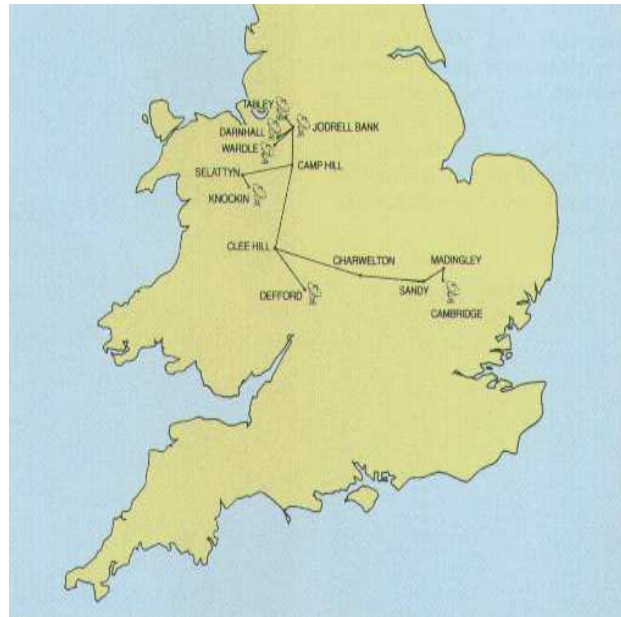 TABLEY
DARNHALL
JODRELL BANK
WARDLE
CAMP HILL
SELATTYN
KNOCKIN
CLEE HILL
CHARWELTON
MADINGLEY
DEFFORD
SANDY
CAMBRIDGE